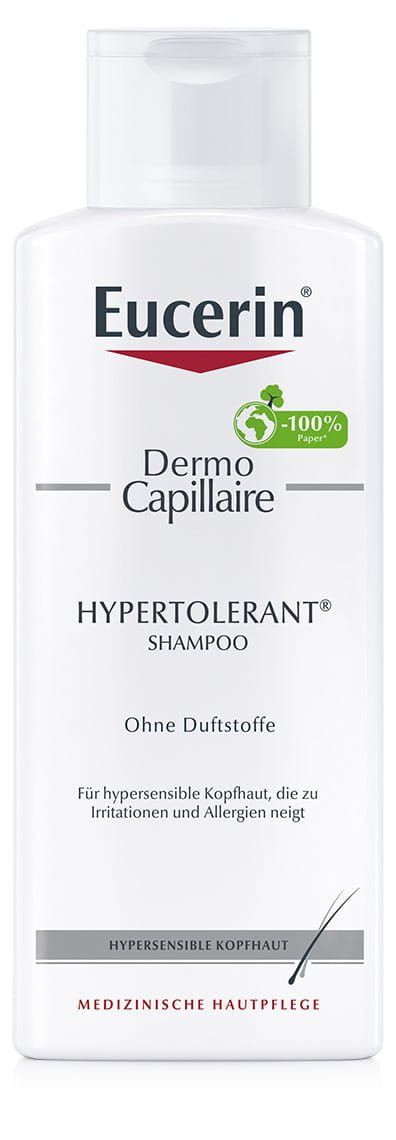 Eucerin®
-100%
Paper*
Dermo
Capillaire
HYPERTOLERANT®
SHAMPOO
Ohne Duftstoffe
Für hypersensible Kopfhaut, die zu
Irritationen und Allergien neigt
HYPERSENSIBLE KOPFHAUT
MEDIZINISCHE HAUTPFLEGE